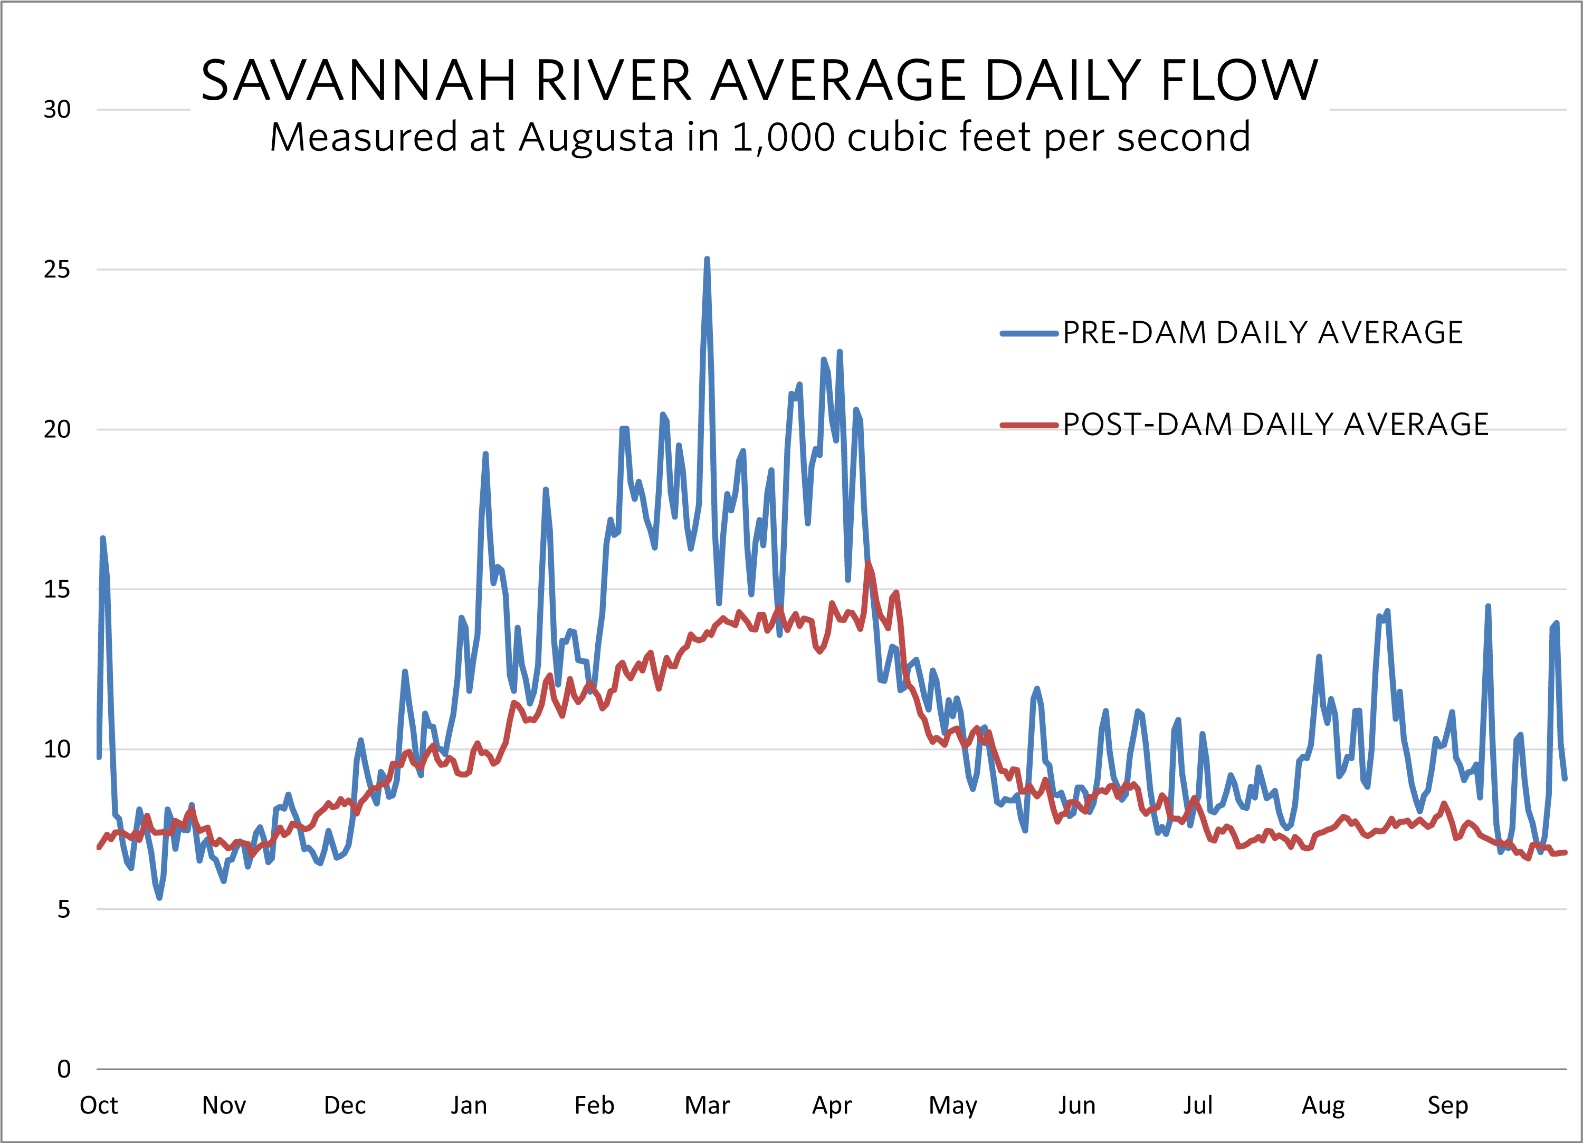 SAVANNAH RIVER AVERAGE DAILY FLOW
Measured at Augusta in 1,000 cubic feet per second
30
25
20
15
10
5
0
PRE-DAM DAILY AVERAGE
POST-DAM DAILY AVERAGE
Oct Nov Dec Jan Feb Mar Apr May Jun Jul Aug Sep